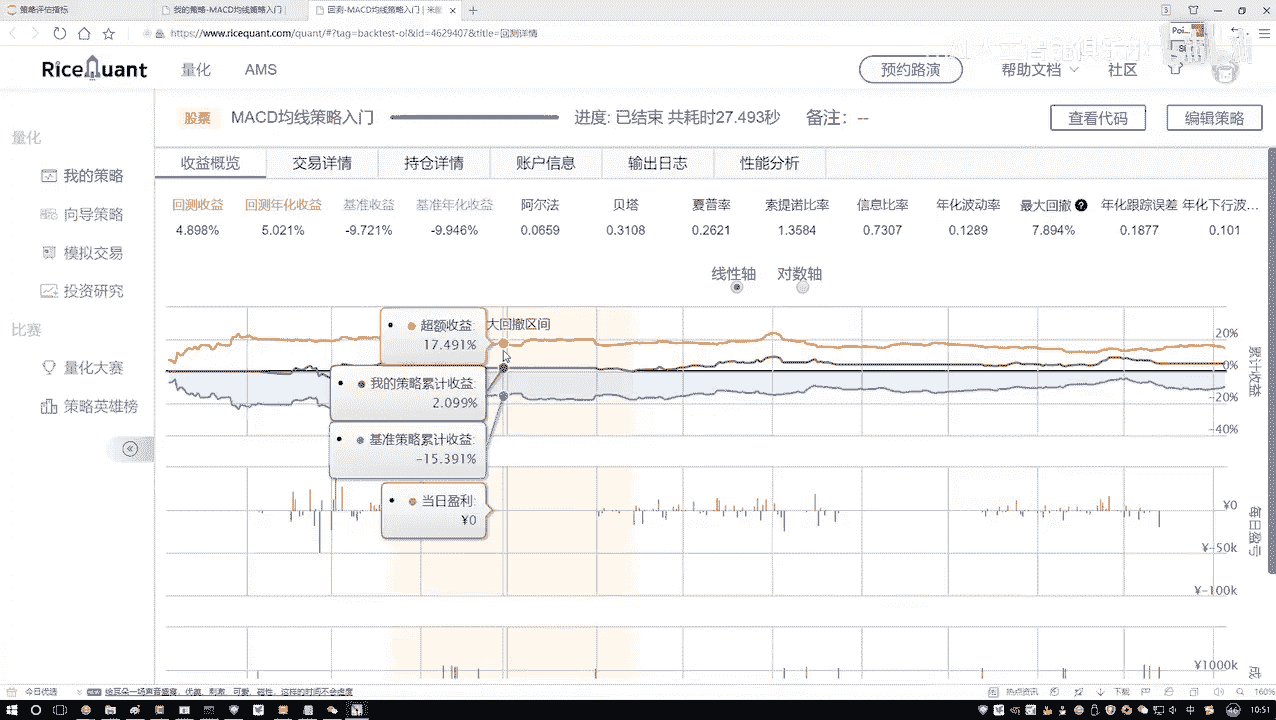 策略评估指标
我的策略-MACD均线策略入门
回测-MACD均线策略入门 | 米
https://www.ricequant.com/quant/#?tag=backtest-ol&id=4629407
回测详情
RiceQuant
量化
AMS
预约路演
帮助文档
社区
股票
MACD均线策略入门
进度: 已结束 共耗时27.493秒
备注: --
查看代码
编辑策略
量化
我的策略
向导策略
模拟交易
投资研究
比赛
量化大赛
策略英雄榜
收益概览
交易详情
持仓详情
账户信息
输出日志
性能分析
回测收益 回测年化收益 基准收益 基准年化收益 阿尔法 贝塔 夏普率 索提诺比率 信息比率 年化波动率 最大回撤 年化跟踪误差 年化下行波...
4.898% 5.021% -9.721% -9.946% 0.0659 0.3108 0.2621 1.3584 0.7307 0.1289 7.894% 0.1877 0.101
线性轴
对数轴
大回撤区间
超额收益:
17.491%
我的策略累计收益:
2.099%
基准策略累计收益:
-15.391%
当日盈利:
¥0
20%
0%
-20%
-40%
累计收益
¥0
¥-50k
¥-100k
每日盈亏
¥1000k
成
今日优选
热点资讯
下载
160%
中
10:51